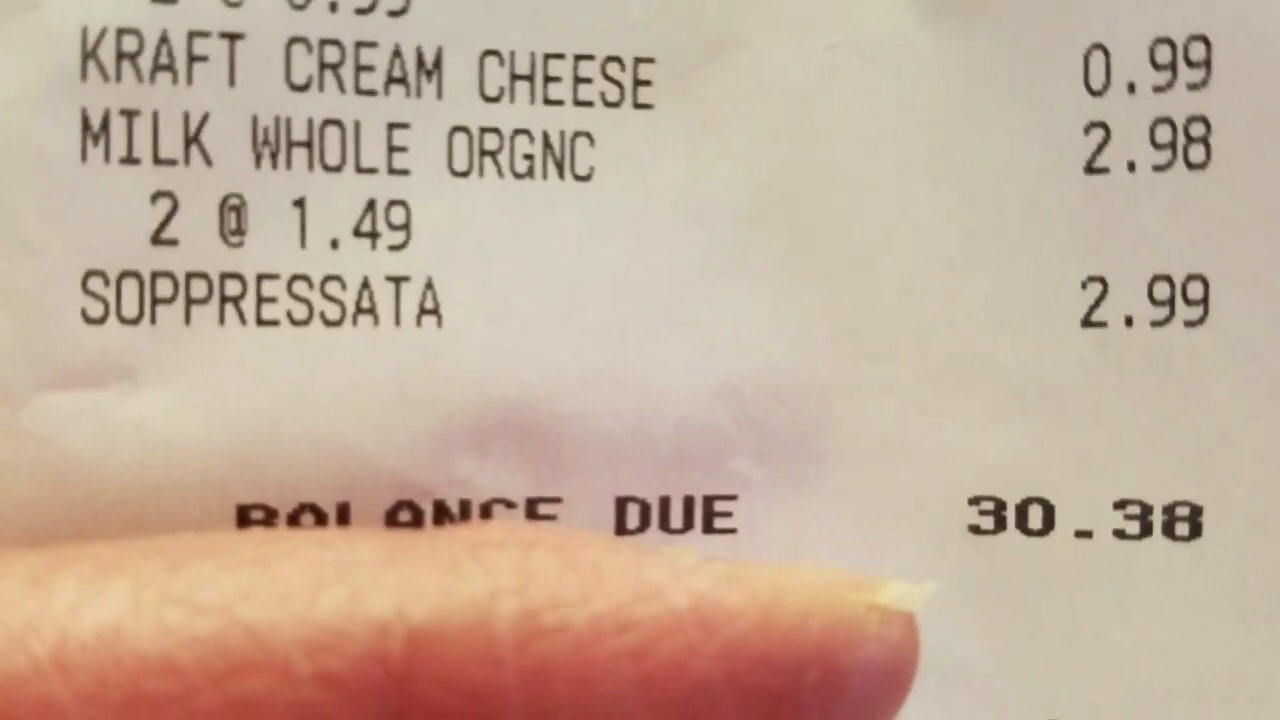 KRAFT CREAM CHEESE 0.99
MILK WHOLE ORGNC 2.98
2 @ 1.49
SOPPRESSATA 2.99
BALANCE DUE 30.38